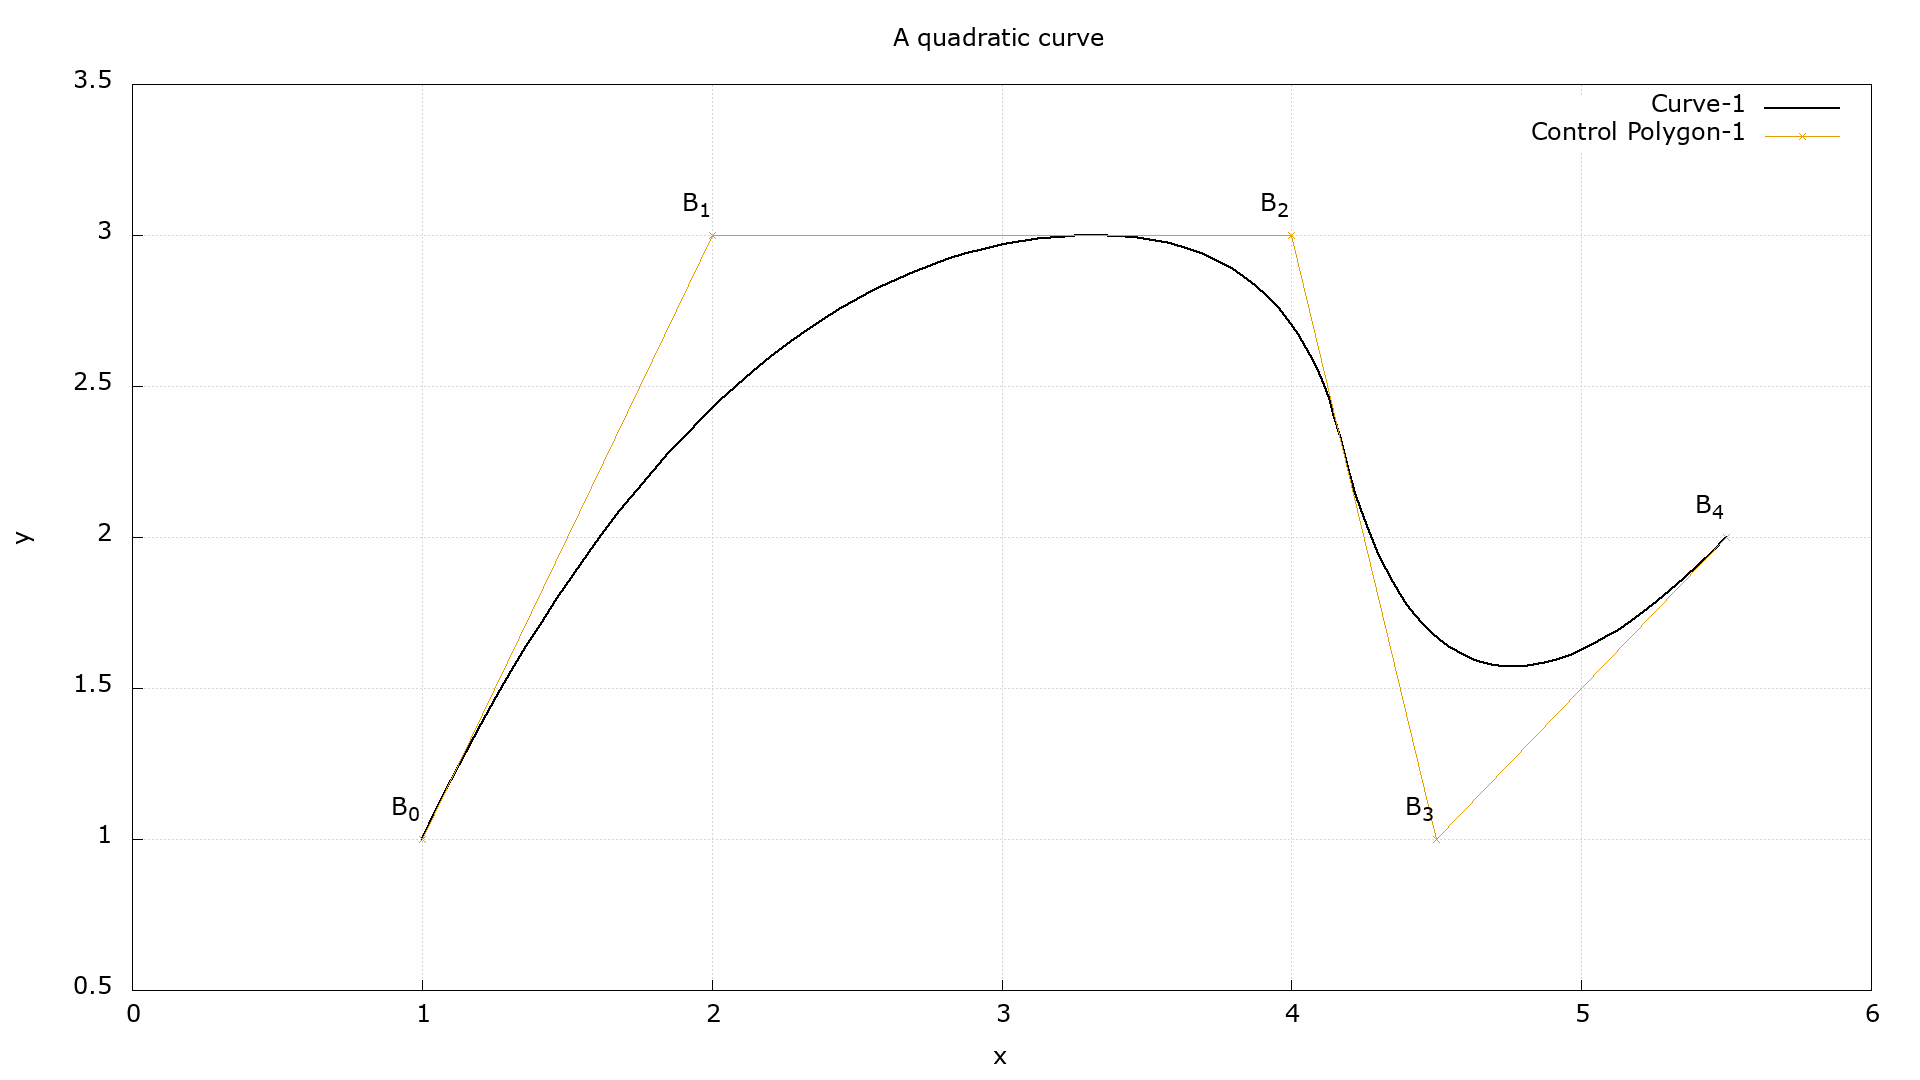 A quadratic curve
3.5
Curve-1
Control Polygon-1
B1 B2
3
2.5
B4
2
1.5
B0 B3
1
0.5
0 1 2 3 4 5 6
x
y